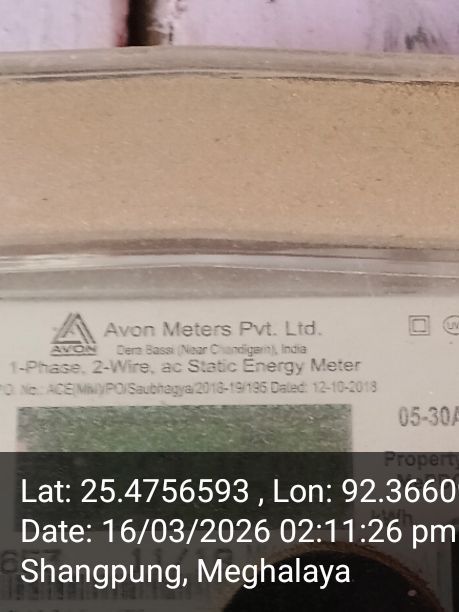 Avon Meters Pvt. Ltd.
AVON
Dera Bassi (Near Chandigarh), India
1-Phase, 2-Wire, ac Static Energy Meter
P.O. No.: ACE(MM)/PO/Saubhagya/2018-19/195 Dated: 12-10-2018
05-30A
Property
kWh
Lat: 25.4756593 , Lon: 92.3660
Date: 16/03/2026 02:11:26 pm
Shangpung, Meghalaya